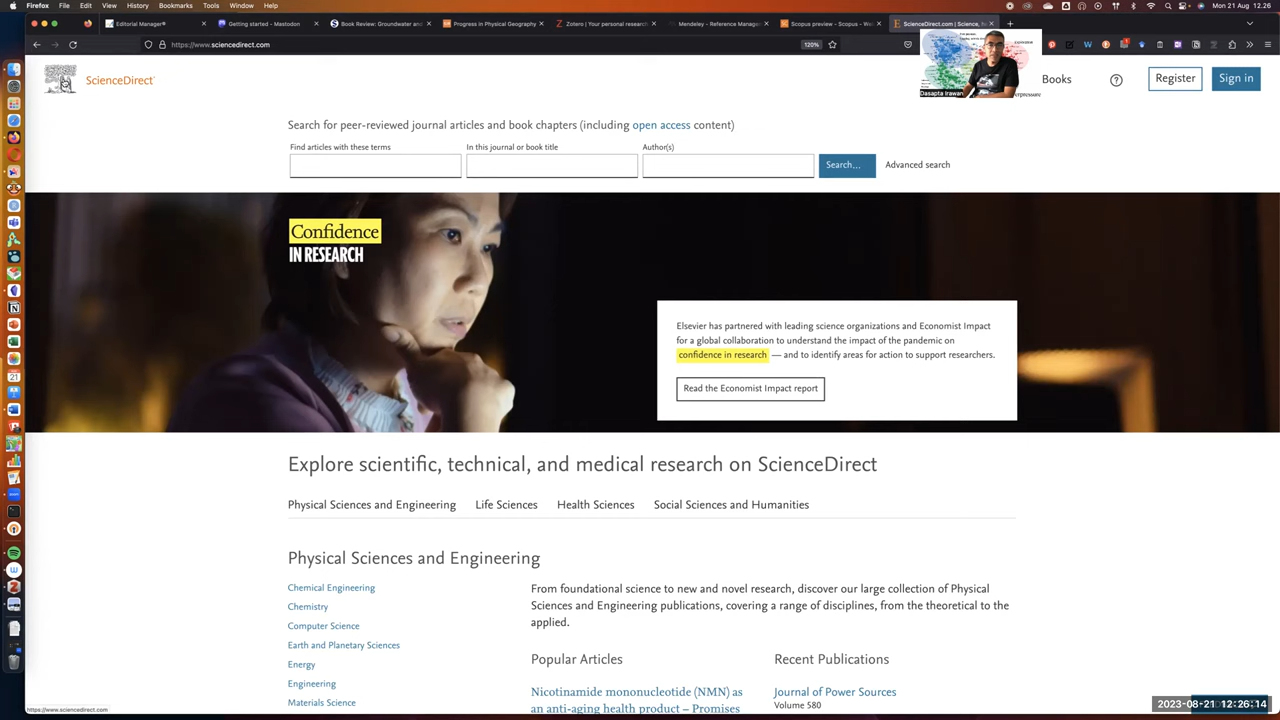 Firefox File Edit View History Bookmarks Tools Window Help
Mon 21 Aug 12.26
Editorial Manager®
Getting started - Mastodon
Book Review: Groundwater and
Progress in Physical Geography
Zotero | Your personal research
Mendeley - Reference Manage
Scopus preview - Scopus - We
ScienceDirect.com | Science, h
https://www.sciencedirect.com
120%
Dasapta Irawan
erpressure
ScienceDirect®
Books
Register
Sign in
Search for peer-reviewed journal articles and book chapters (including open access content)
Find articles with these terms
In this journal or book title
Author(s)
Search...
Advanced search
Confidence
IN RESEARCH
Elsevier has partnered with leading science organizations and Economist Impact
for a global collaboration to understand the impact of the pandemic on
confidence in research — and to identify areas for action to support researchers.
Read the Economist Impact report
Explore scientific, technical, and medical research on ScienceDirect
Physical Sciences and Engineering
Life Sciences
Health Sciences
Social Sciences and Humanities
Physical Sciences and Engineering
Chemical Engineering
Chemistry
Computer Science
Earth and Planetary Sciences
Energy
Engineering
Materials Science
From foundational science to new and novel research, discover our large collection of Physical
Sciences and Engineering publications, covering a range of disciplines, from the theoretical to the
applied.
Popular Articles
Nicotinamide mononucleotide (NMN) as
an anti-aging health product – Promises
Recent Publications
Journal of Power Sources
Volume 580
https://www.sciencedirect.com
2023-08-21 12:26:14